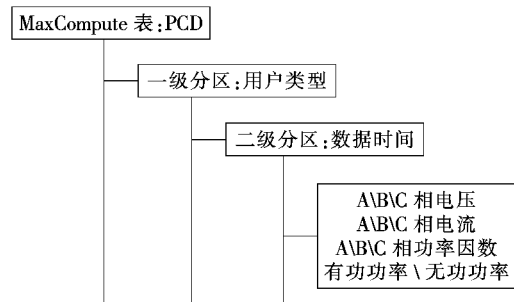 MaxCompute 表:PCD
一级分区:用户类型
二级分区:数据时间
A\B\C 相电压
A\B\C 相电流
A\B\C 相功率因数
有功功率 \ 无功功率